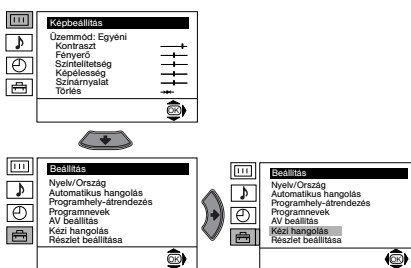 Képbeállítás
Üzemmód: Egyéni
Kontraszt
Fényerő
Színtelítettség
Képélesség
Színárnyalat
Törlés
OK
Beállítás
Nyelv/Ország
Automatikus hangolás
Programhely-átrendezés
Programnevek
AV beállítás
Kézi hangolás
Részlet beállítása
OK
Beállítás
Nyelv/Ország
Automatikus hangolás
Programhely-átrendezés
Programnevek
AV beállítás
Kézi hangolás
Részlet beállítása
OK